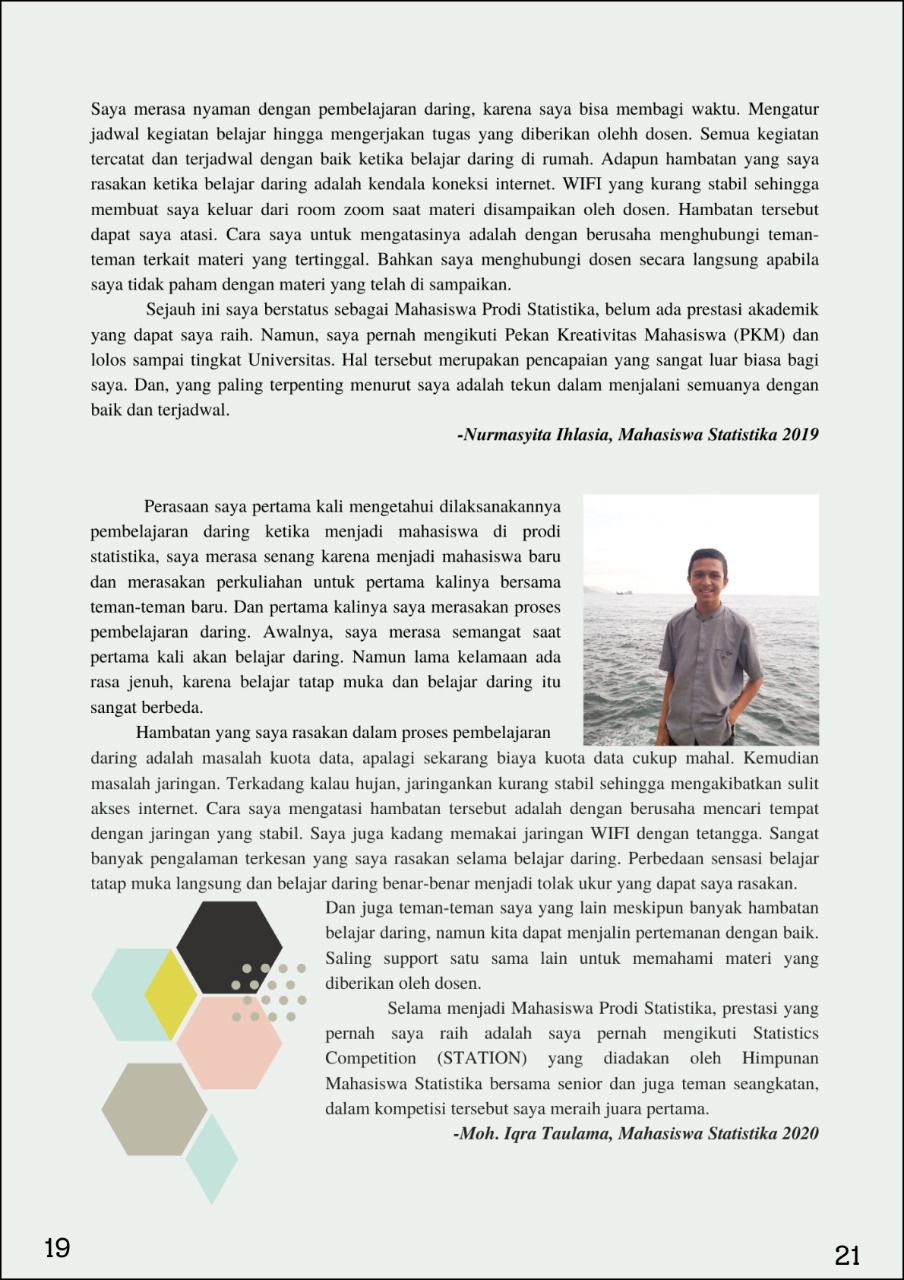 Saya merasa nyaman dengan pembelajaran daring, karena saya bisa membagi waktu. Mengatur
jadwal kegiatan belajar hingga mengerjakan tugas yang diberikan olehh dosen. Semua kegiatan
tercatat dan terjadwal dengan baik ketika belajar daring di rumah. Adapun hambatan yang saya
rasakan ketika belajar daring adalah kendala koneksi internet. WIFI yang kurang stabil sehingga
membuat saya keluar dari room zoom saat materi disampaikan oleh dosen. Hambatan tersebut
dapat saya atasi. Cara saya untuk mengatasinya adalah dengan berusaha menghubungi teman-
teman terkait materi yang tertinggal. Bahkan saya menghubungi dosen secara langsung apabila
saya tidak paham dengan materi yang telah di sampaikan.
Sejauh ini saya berstatus sebagai Mahasiswa Prodi Statistika, belum ada prestasi akademik
yang dapat saya raih. Namun, saya pernah mengikuti Pekan Kreativitas Mahasiswa (PKM) dan
lolos sampai tingkat Universitas. Hal tersebut merupakan pencapaian yang sangat luar biasa bagi
saya. Dan, yang paling terpenting menurut saya adalah tekun dalam menjalani semuanya dengan
baik dan terjadwal.
-Nurmasyita Ihlasia, Mahasiswa Statistika 2019
Perasaan saya pertama kali mengetahui dilaksanakannya
pembelajaran daring ketika menjadi mahasiswa di prodi
statistika, saya merasa senang karena menjadi mahasiswa baru
dan merasakan perkuliahan untuk pertama kalinya bersama
teman-teman baru. Dan pertama kalinya saya merasakan proses
pembelajaran daring. Awalnya, saya merasa semangat saat
pertama kali akan belajar daring. Namun lama kelamaan ada
rasa jenuh, karena belajar tatap muka dan belajar daring itu
sangat berbeda.
Hambatan yang saya rasakan dalam proses pembelajaran
daring adalah masalah kuota data, apalagi sekarang biaya kuota data cukup mahal. Kemudian
masalah jaringan. Terkadang kalau hujan, jaringankan kurang stabil sehingga mengakibatkan sulit
akses internet. Cara saya mengatasi hambatan tersebut adalah dengan berusaha mencari tempat
dengan jaringan yang stabil. Saya juga kadang memakai jaringan WIFI dengan tetangga. Sangat
banyak pengalaman terkesan yang saya rasakan selama belajar daring. Perbedaan sensasi belajar
tatap muka langsung dan belajar daring benar-benar menjadi tolak ukur yang dapat saya rasakan.
Dan juga teman-teman saya yang lain meskipun banyak hambatan
belajar daring, namun kita dapat menjalin pertemanan dengan baik.
Saling support satu sama lain untuk memahami materi yang
diberikan oleh dosen.
Selama menjadi Mahasiswa Prodi Statistika, prestasi yang
pernah saya raih adalah saya pernah mengikuti Statistics
Competition (STATION) yang diadakan oleh Himpunan
Mahasiswa Statistika bersama senior dan juga teman seangkatan,
dalam kompetisi tersebut saya meraih juara pertama.
-Moh. Iqra Taulama, Mahasiswa Statistika 2020
19
21